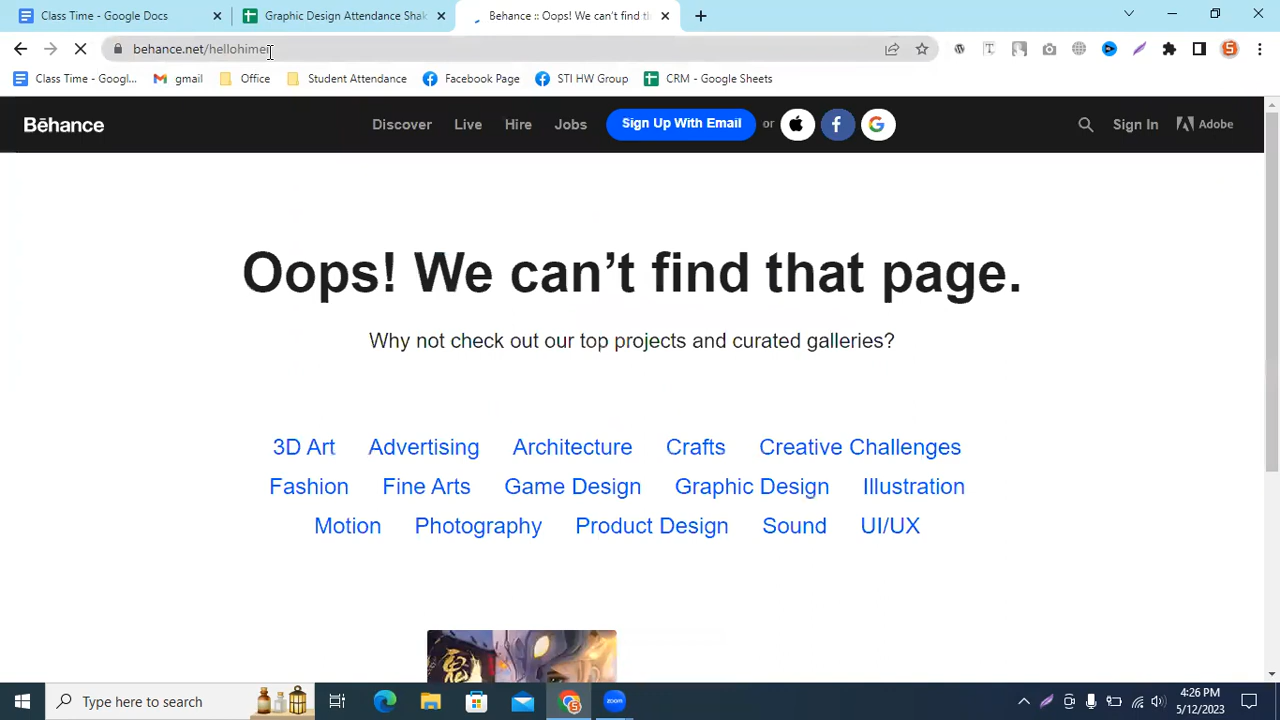 Class Time - Google Docs
Graphic Design Attendance Shak
Behance :: Oops! We can't find th
behance.net/hellohimel
S
Class Time - Googl...
gmail
Office
Student Attendance
Facebook Page
STI HW Group
CRM - Google Sheets
Bēhance
Discover
Live
Hire
Jobs
Sign Up With Email
or
Sign In
Adobe
Oops! We can't find that page.
Why not check out our top projects and curated galleries?
3D Art Advertising Architecture Crafts Creative Challenges
Fashion Fine Arts Game Design Graphic Design Illustration
Motion Photography Product Design Sound UI/UX
Type here to search
zoom
4:26 PM
5/12/2023